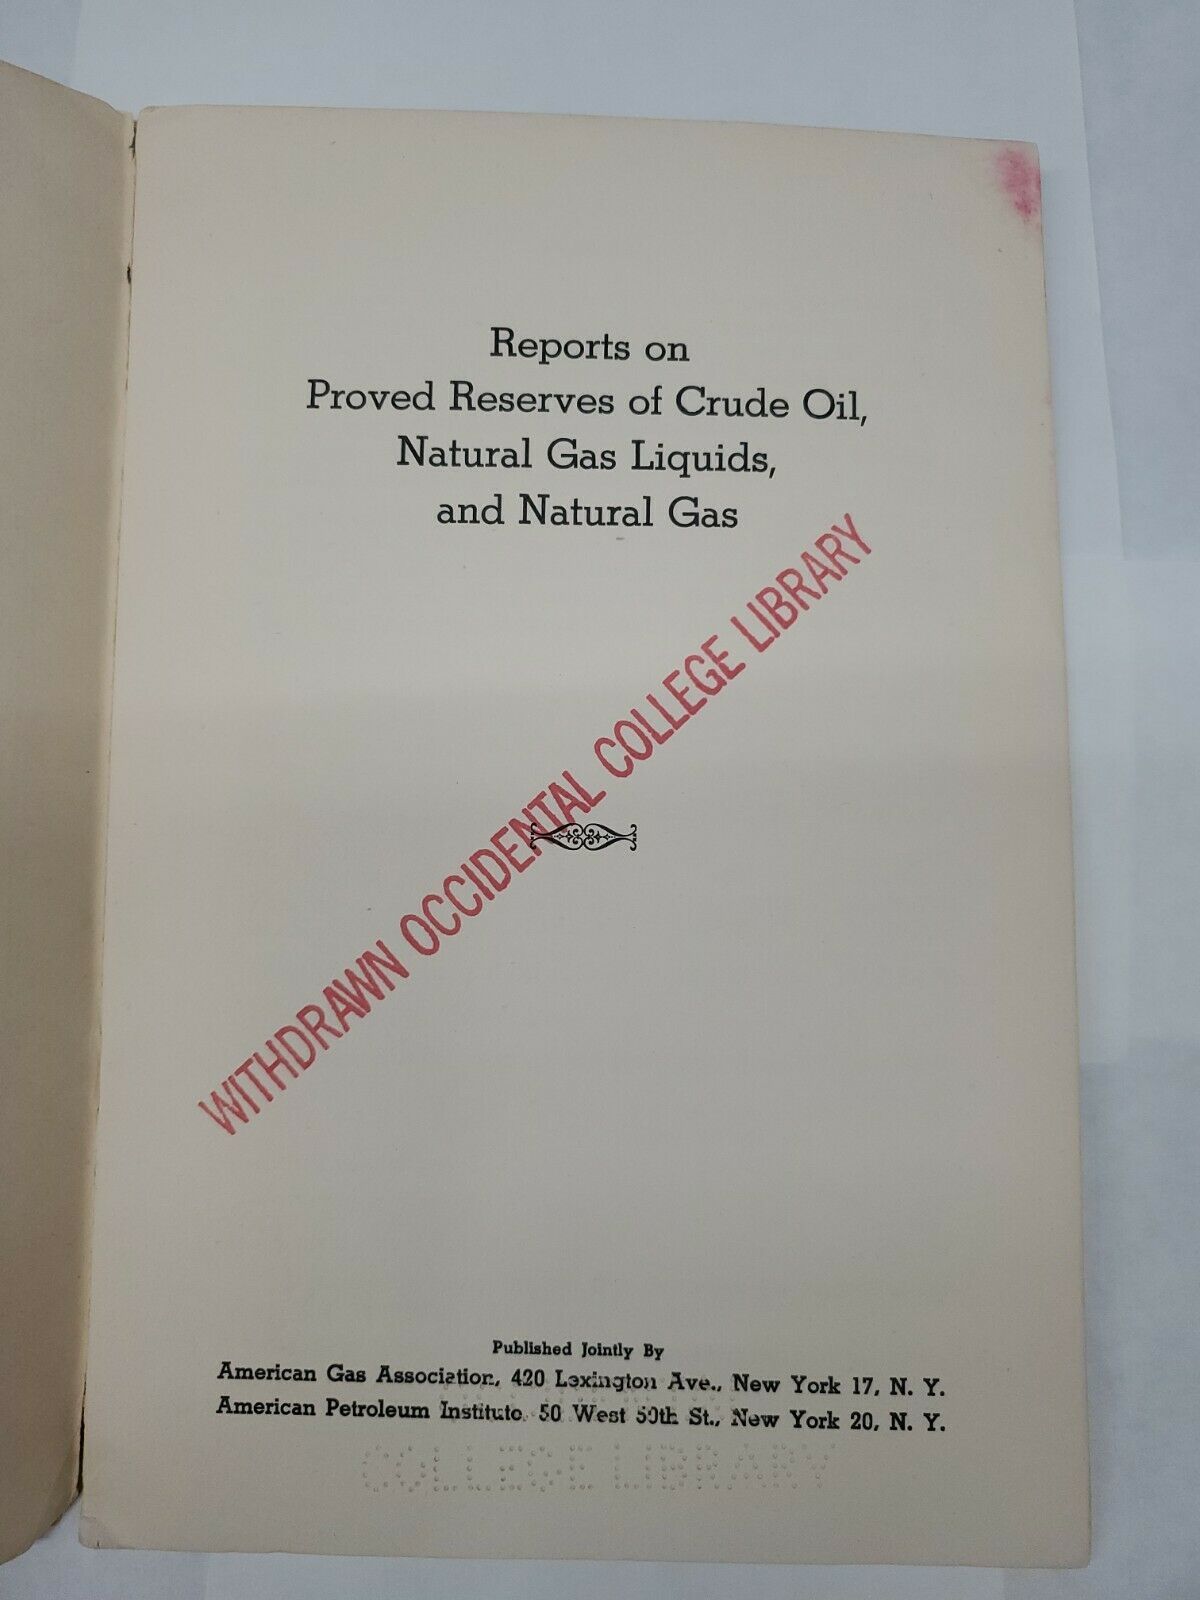 Reports on
Proved Reserves of Crude Oil,
Natural Gas Liquids,
and Natural Gas
WITHDRAWN OCCIDENTAL COLLEGE LIBRARY
Published Jointly By
American Gas Association, 420 Lexington Ave., New York 17, N. Y.
American Petroleum Institute, 50 West 50th St., New York 20, N. Y.
COLLEGE LIBRARY